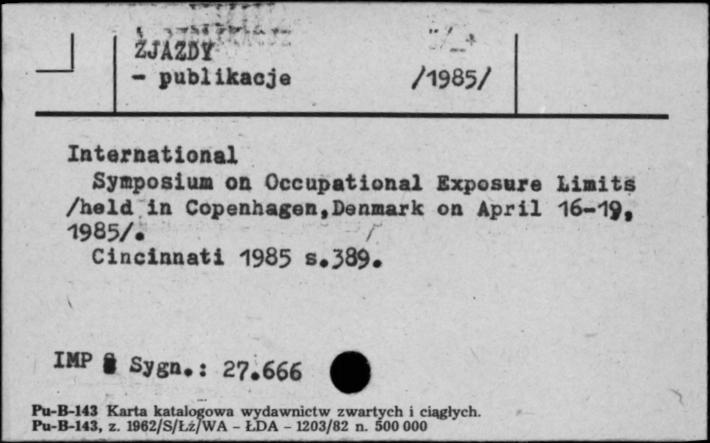 ZJAZDY
- publikacje /1985/
International
Symposium on Occupational Exposure Limits
/held in Copenhagen,Denmark on April 16-19,
1985/.
Cincinnati 1985 s.389.
IMP Sygn.: 27.666
Pu-B-143 Karta katalogowa wydawnictw zwartych i ciągłych.
Pu-B-143, z. 1962/S/Łź/WA - ŁDA - 1203/82 n. 500 000